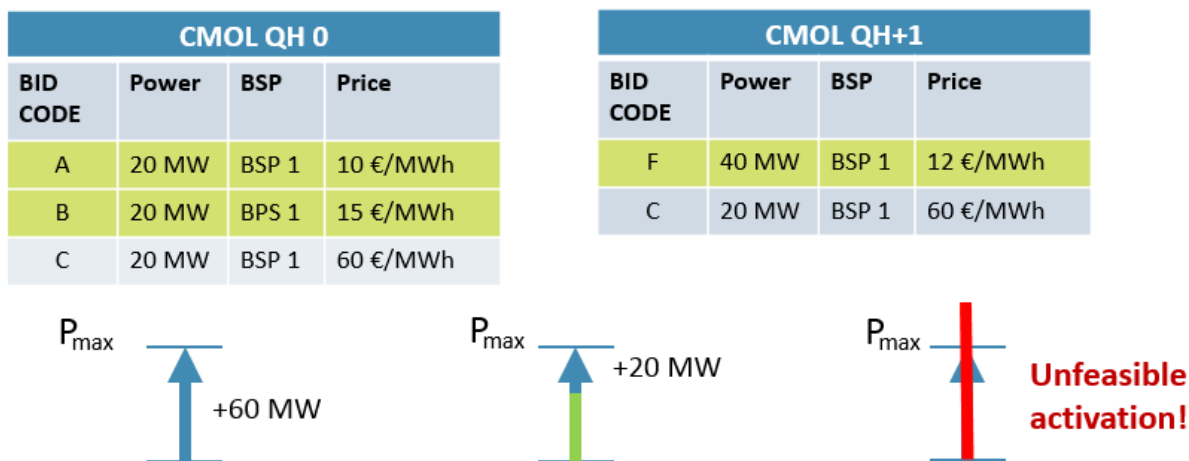 CMOL QH 0
BID CODE Power BSP Price
A 20 MW BSP 1 10 €/MWh
B 20 MW BPS 1 15 €/MWh
C 20 MW BSP 1 60 €/MWh
CMOL QH+1
BID CODE Power BSP Price
F 40 MW BSP 1 12 €/MWh
C 20 MW BSP 1 60 €/MWh
Pmax
+60 MW
Pmax
+20 MW
Pmax
Unfeasible
activation!